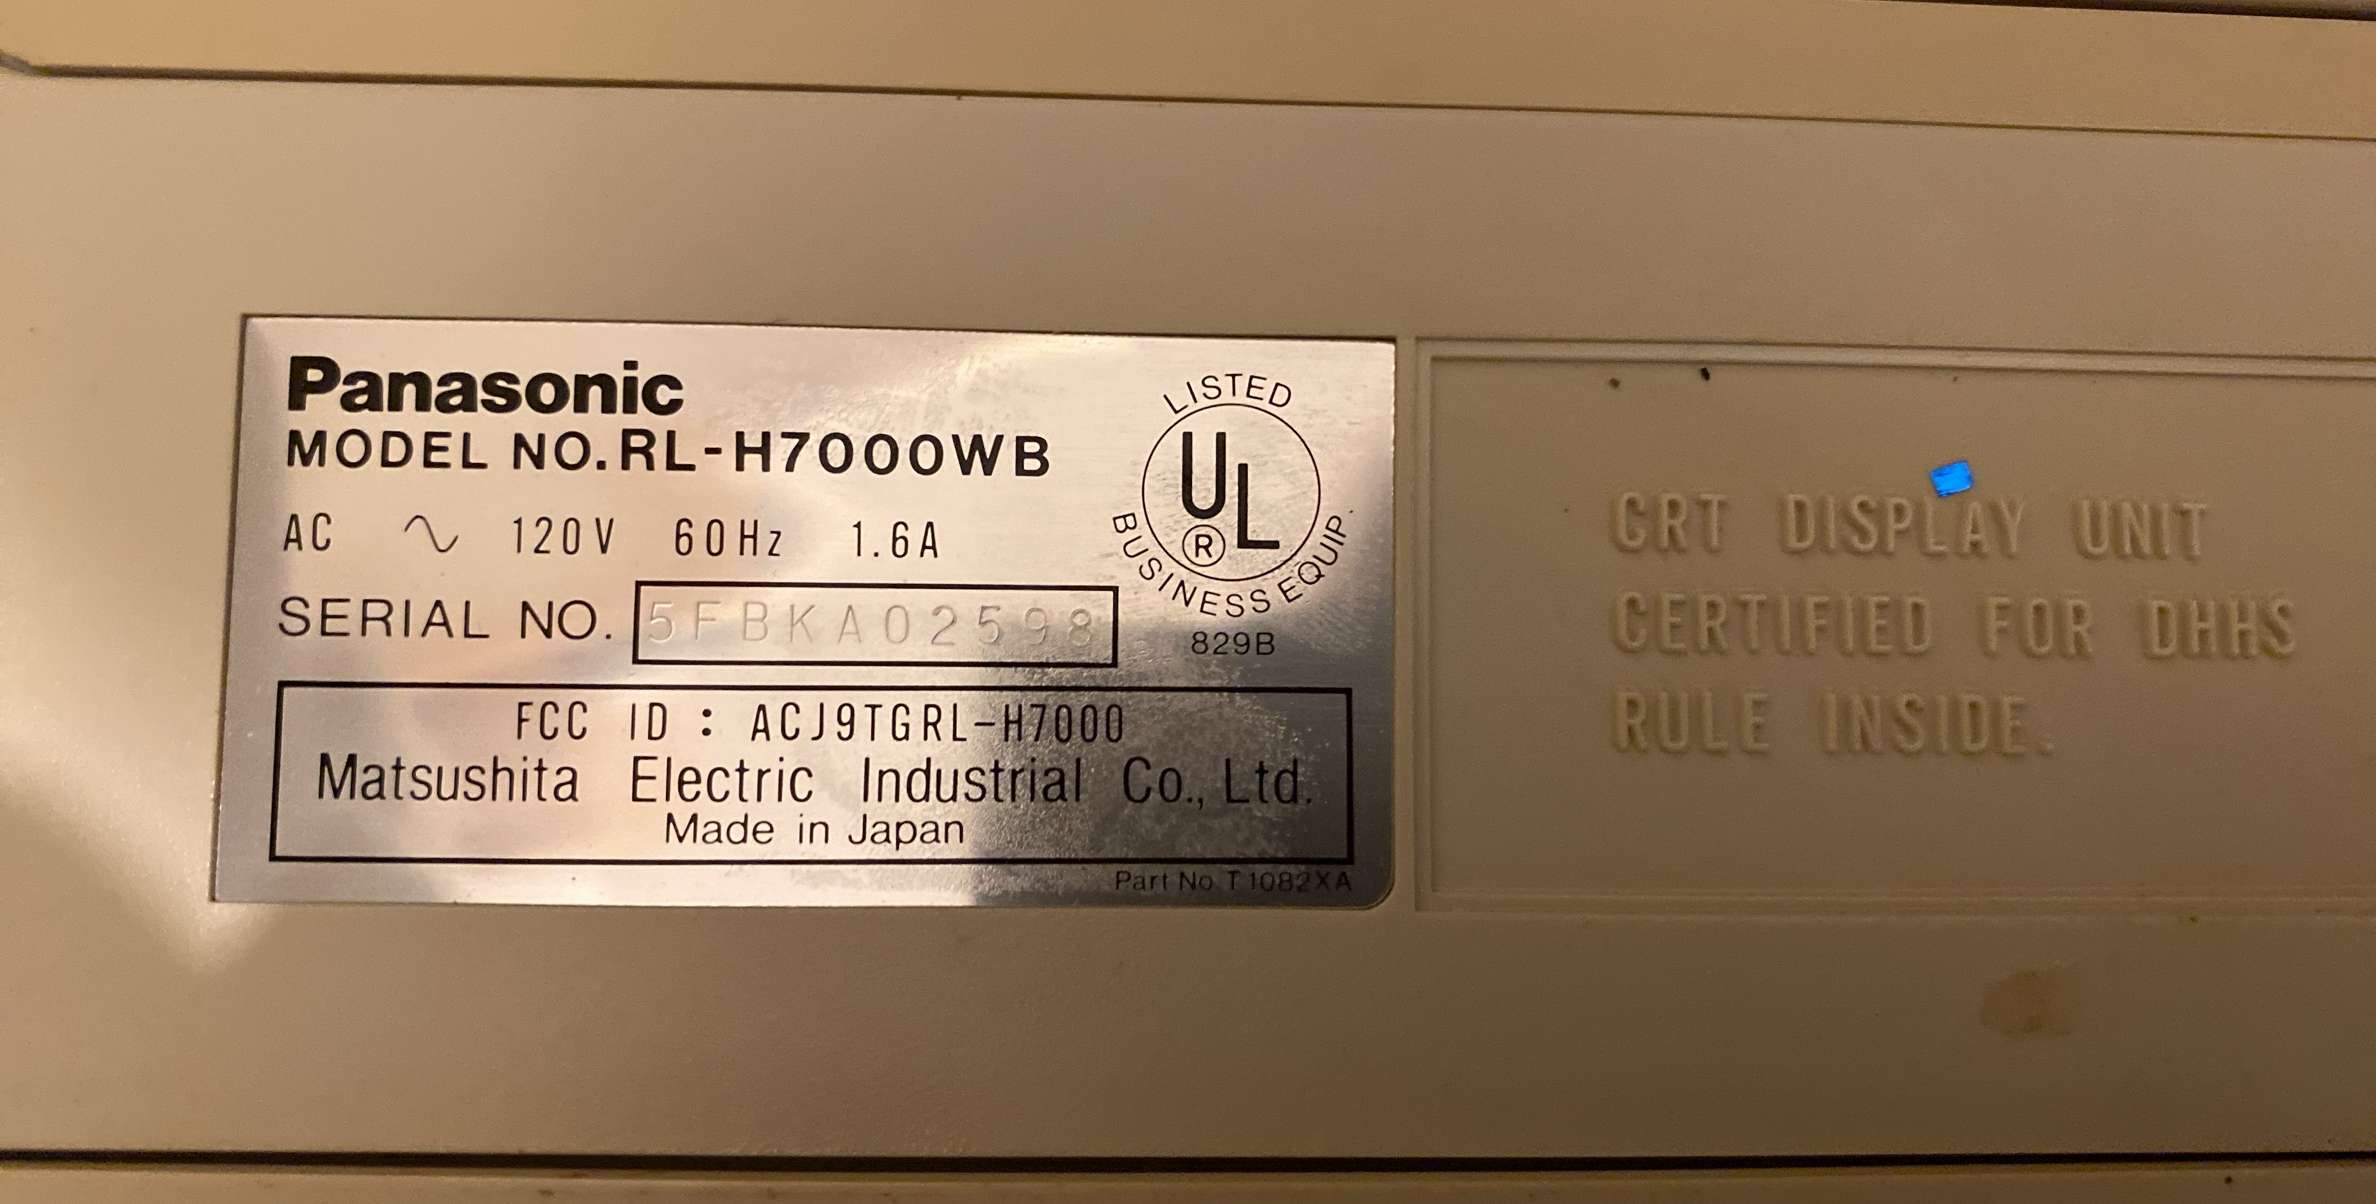 Panasonic
MODEL NO. RL-H7000WB
AC ∿ 120V 60Hz 1.6A
SERIAL NO. 5FBKA02598
LISTED
UL
®
BUSINESS EQUIP.
829B
FCC ID : ACJ9TGRL-H7000
Matsushita Electric Industrial Co., Ltd.
Made in Japan
Part No T1082XA
CRT DISPLAY UNIT
CERTIFIED FOR DHHS
RULE INSIDE.